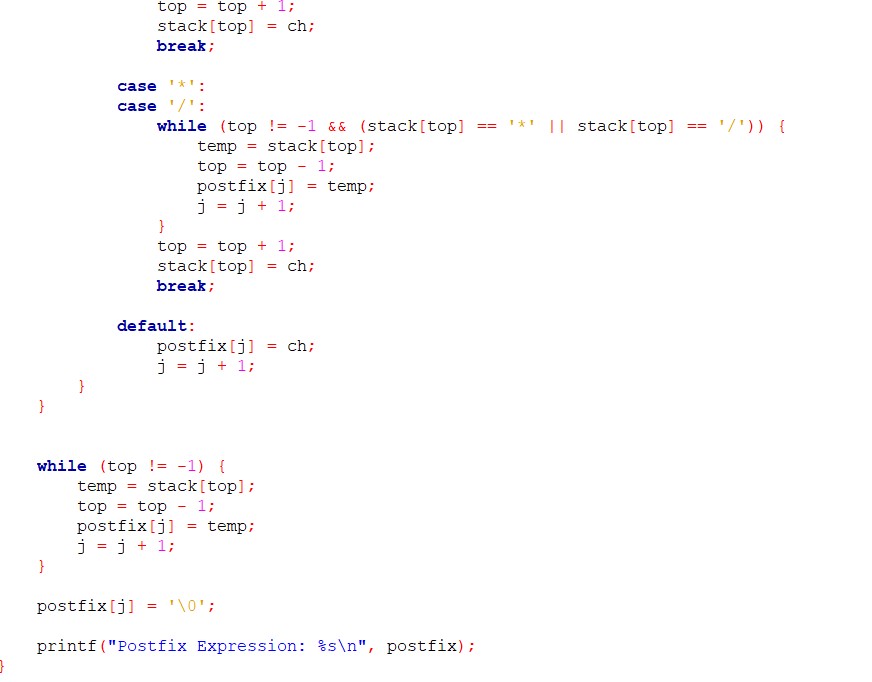 top = top + 1;
stack[top] = ch;
break;
case '*':
case '/':
while (top != -1 && (stack[top] == '*' || stack[top] == '/')) {
temp = stack[top];
top = top - 1;
postfix[j] = temp;
j = j + 1;
}
top = top + 1;
stack[top] = ch;
break;
default:
postfix[j] = ch;
j = j + 1;
}
}
while (top != -1) {
temp = stack[top];
top = top - 1;
postfix[j] = temp;
j = j + 1;
}
postfix[j] = '\0';
printf("Postfix Expression: %s\n", postfix);
}